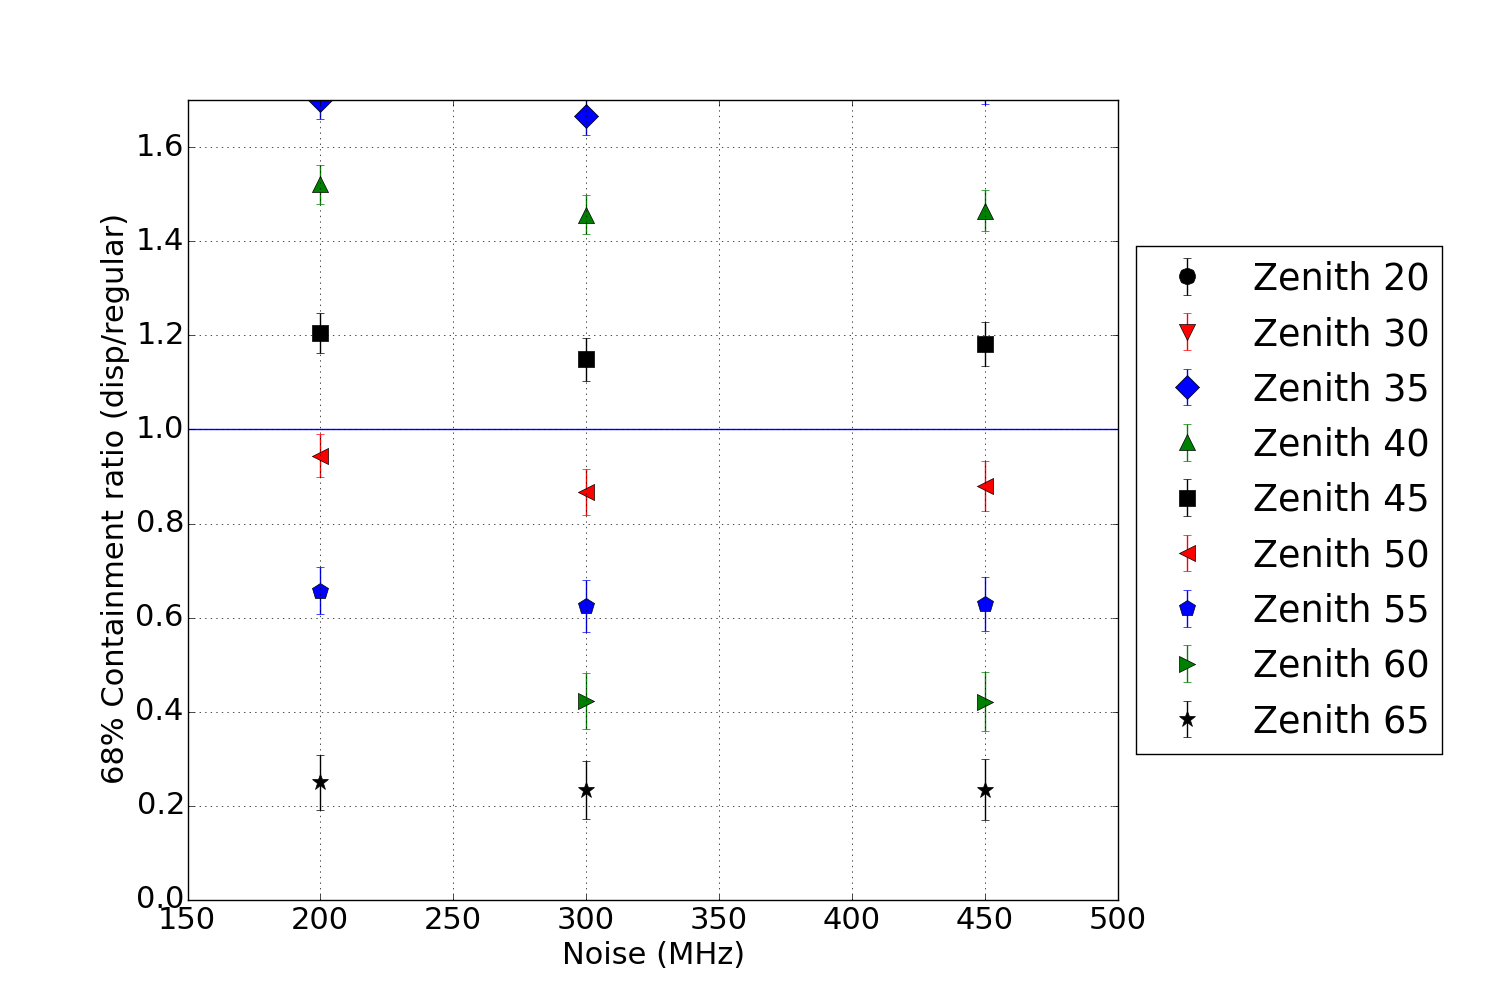 1.6
1.4
1.2
1.0
0.8
0.6
0.4
0.2
0.0
68% Containment ratio (disp/regular)
150 200 250 300 350 400 450 500
Noise (MHz)
Zenith 20
Zenith 30
Zenith 35
Zenith 40
Zenith 45
Zenith 50
Zenith 55
Zenith 60
Zenith 65